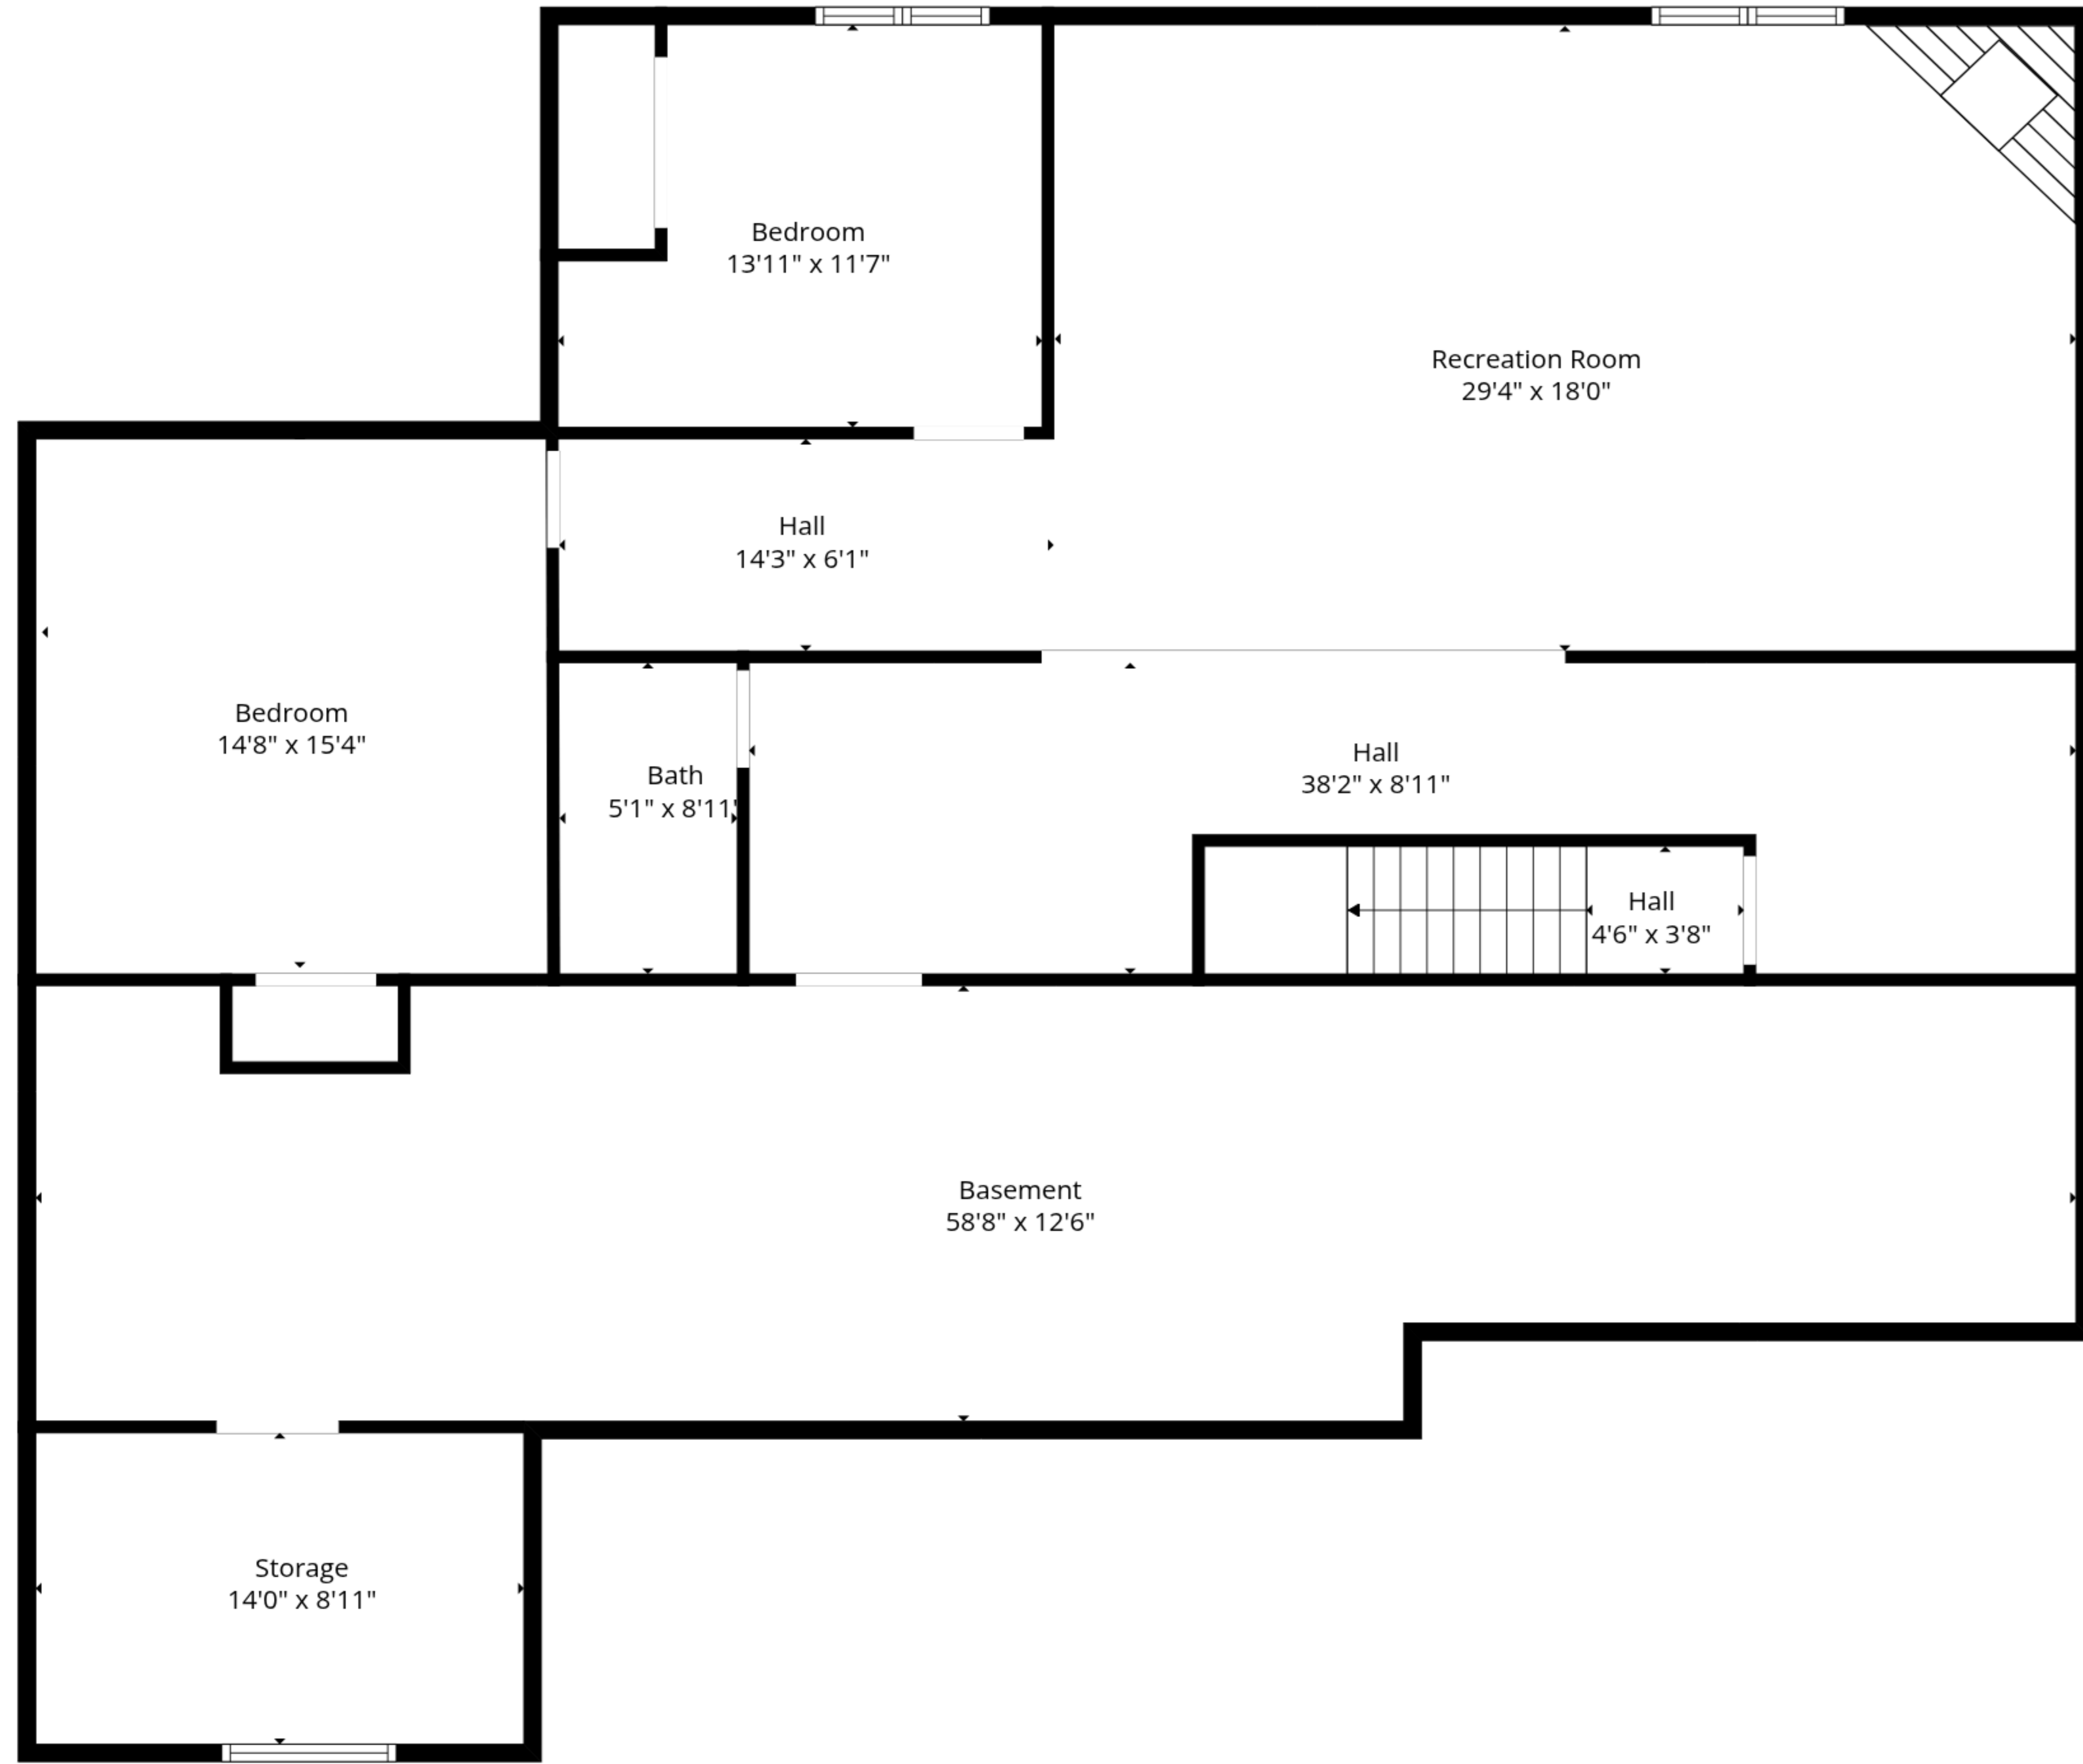 Bedroom
13'11" x 11'7"
Recreation Room
29'4" x 18'0"
Hall
14'3" x 6'1"
Bedroom
14'8" x 15'4"
Bath
5'1" x 8'11"
Hall
38'2" x 8'11"
Hall
4'6" x 3'8"
Basement
58'8" x 12'6"
Storage
14'0" x 8'11"